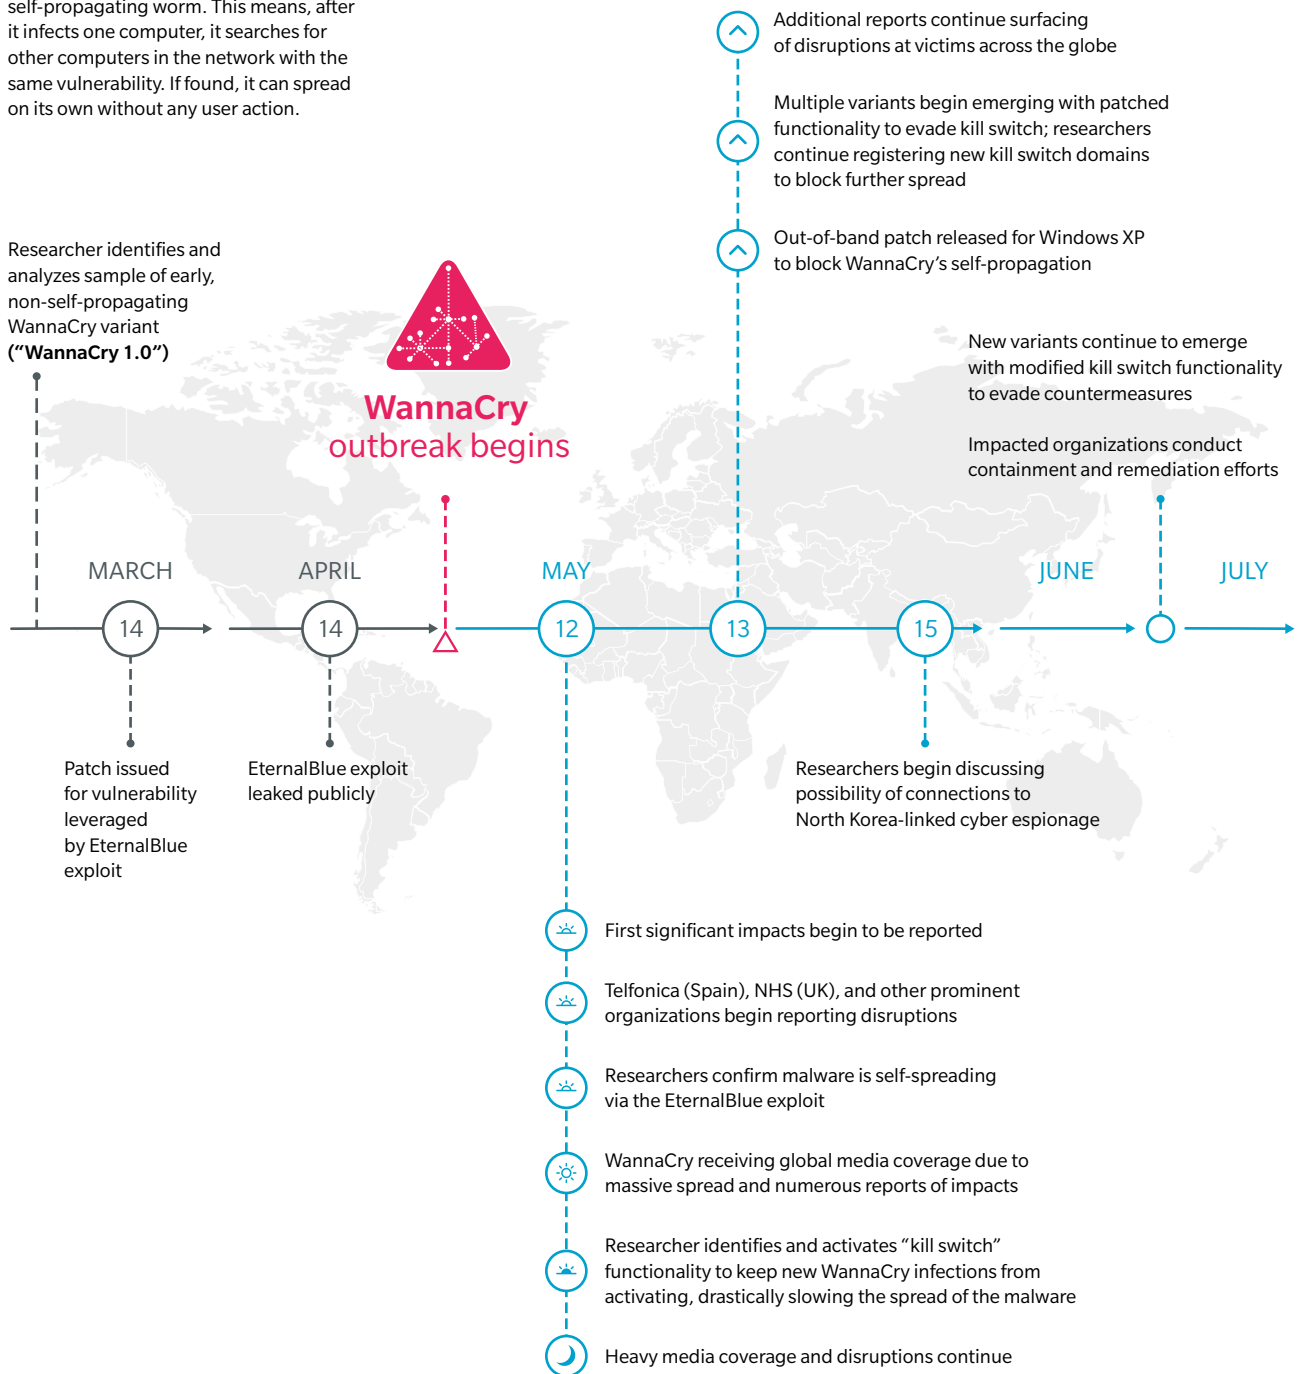 self-propagating worm. This means, after
it infects one computer, it searches for
other computers in the network with the
same vulnerability. If found, it can spread
on its own without any user action.
Additional reports continue surfacing
of disruptions at victims across the globe
Multiple variants begin emerging with patched
functionality to evade kill switch; researchers
continue registering new kill switch domains
to block further spread
Out-of-band patch released for Windows XP
to block WannaCry’s self-propagation
Researcher identifies and
analyzes sample of early,
non-self-propagating
WannaCry variant
(“WannaCry 1.0”)
WannaCry
outbreak begins
New variants continue to emerge
with modified kill switch functionality
to evade countermeasures
Impacted organizations conduct
containment and remediation efforts
MARCH
APRIL
MAY
JUNE
JULY
14
14
12
13
15
Patch issued
for vulnerability
leveraged
by EternalBlue
exploit
EternalBlue exploit
leaked publicly
Researchers begin discussing
possibility of connections to
North Korea-linked cyber espionage
First significant impacts begin to be reported
Telfonica (Spain), NHS (UK), and other prominent
organizations begin reporting disruptions
Researchers confirm malware is self-spreading
via the EternalBlue exploit
WannaCry receiving global media coverage due to
massive spread and numerous reports of impacts
Researcher identifies and activates “kill switch”
functionality to keep new WannaCry infections from
activating, drastically slowing the spread of the malware
Heavy media coverage and disruptions continue